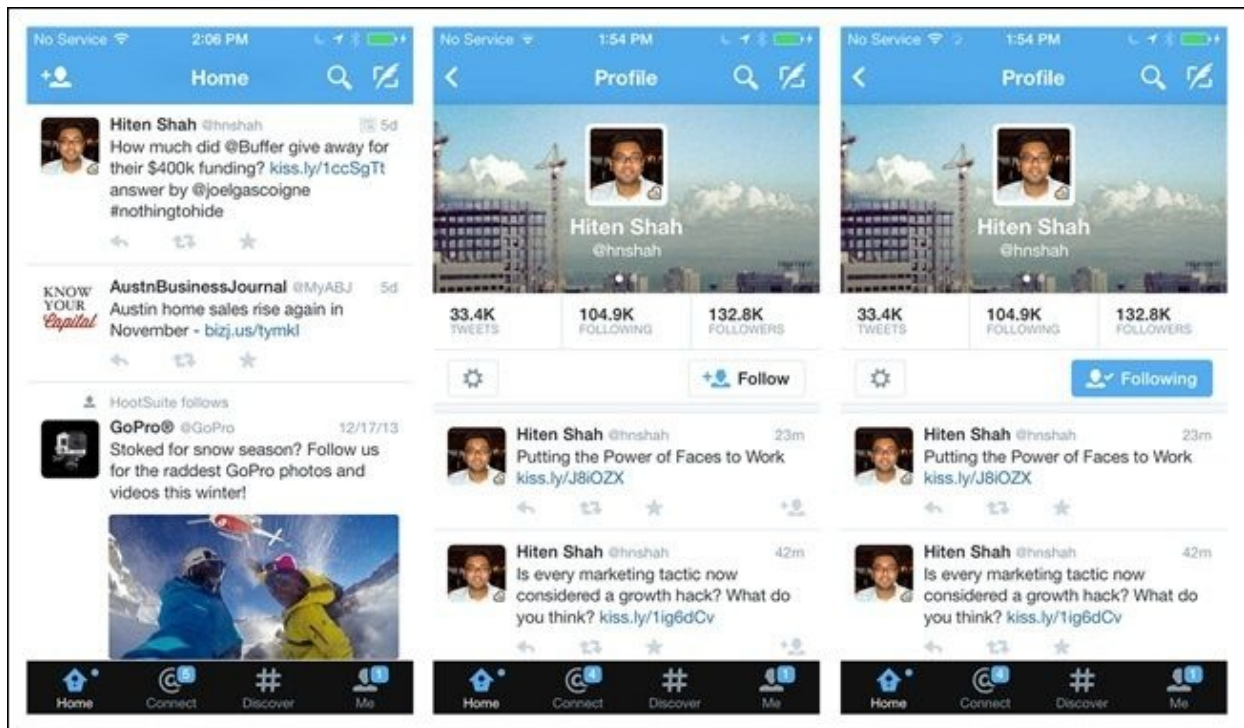 No Service 2:06 PM
Home
Hiten Shah @hnshah 5d
How much did @Buffer give away for
their $400k funding? kiss.ly/1ccSgTt
answer by @joelgascoigne
#nothingtohide
KNOW
YOUR
Capital
AustnBusinessJournal @MyABJ 5d
Austin home sales rise again in
November - bizj.us/tymkl
HootSuite follows
GoPro® @GoPro 12/17/13
Stoked for snow season? Follow us
for the raddest GoPro photos and
videos this winter!
5 1
Home Connect Discover Me
No Service 1:54 PM
Profile
Hiten Shah
@hnshah
33.4K 104.9K 132.8K
TWEETS FOLLOWING FOLLOWERS
Follow
Hiten Shah @hnshah 23m
Putting the Power of Faces to Work
kiss.ly/J8iOZX
Hiten Shah @hnshah 42m
Is every marketing tactic now
considered a growth hack? What do
you think? kiss.ly/1ig6dCv
4 1
Home Connect Discover Me
No Service 1:54 PM
Profile
Hiten Shah
@hnshah
33.4K 104.9K 132.8K
TWEETS FOLLOWING FOLLOWERS
Following
Hiten Shah @hnshah 23m
Putting the Power of Faces to Work
kiss.ly/J8iOZX
Hiten Shah @hnshah 42m
Is every marketing tactic now
considered a growth hack? What do
you think? kiss.ly/1ig6dCv
4 1
Home Connect Discover Me